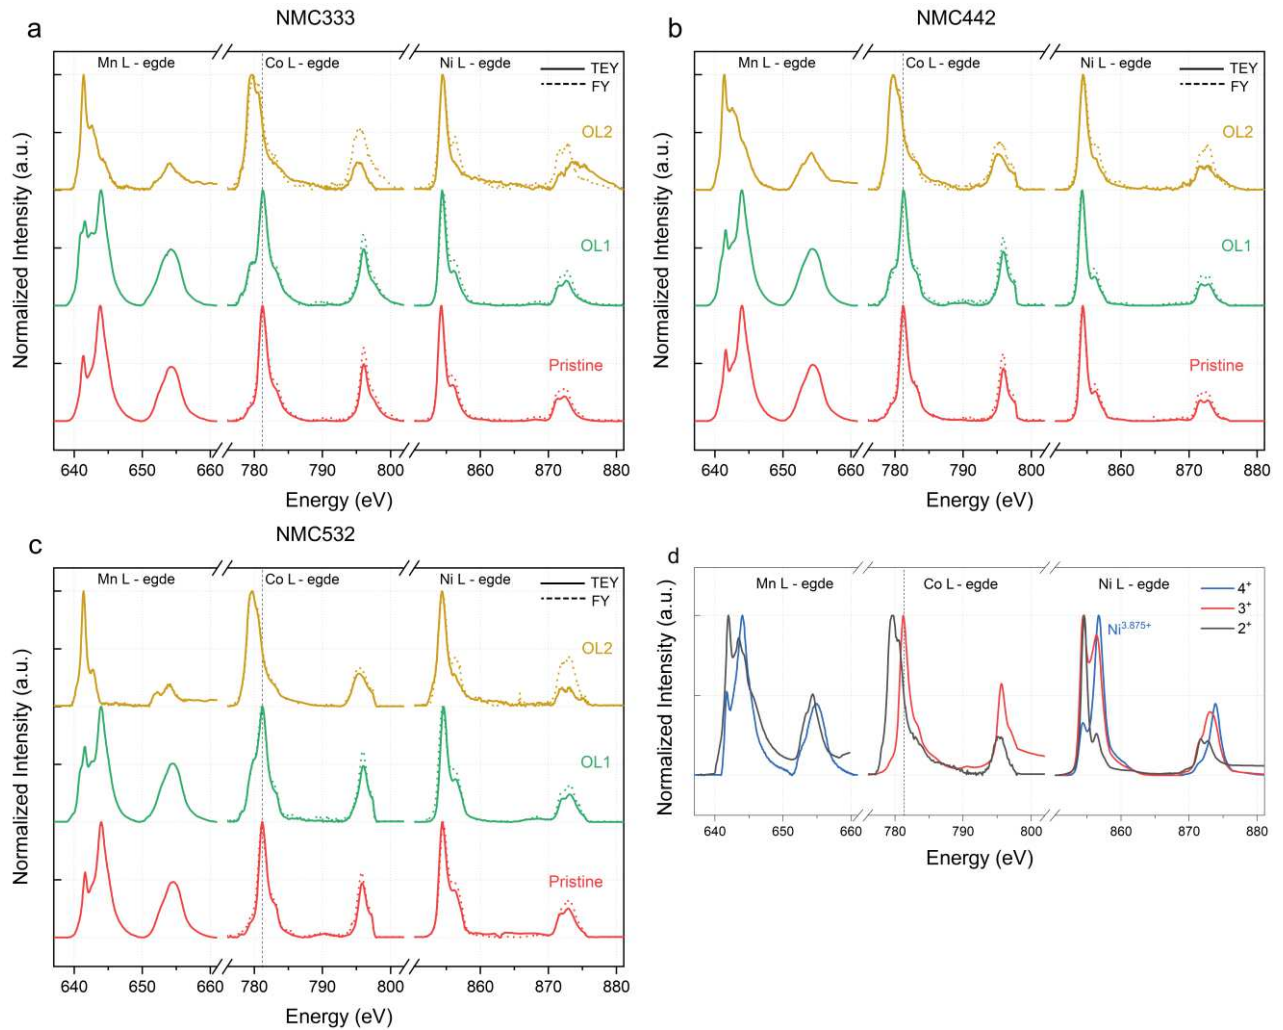 NMC333
a
Mn L - egde
Co L - egde
Ni L - egde
TEY
FY
OL2
OL1
Pristine
Normalized Intensity (a.u.)
640 650 660 780 790 800 860 870 880
Energy (eV)
NMC442
b
Mn L - egde
Co L - egde
Ni L - egde
TEY
FY
OL2
OL1
Pristine
Normalized Intensity (a.u.)
640 650 660 780 790 800 860 870 880
Energy (eV)
NMC532
c
Mn L - egde
Co L - egde
Ni L - egde
TEY
FY
OL2
OL1
Pristine
Normalized Intensity (a.u.)
640 650 660 780 790 800 860 870 880
Energy (eV)
d
Mn L - egde
Co L - egde
Ni L - egde
4⁺
3⁺
2⁺
Ni³·⁸⁷⁵⁺
Normalized Intensity (a.u.)
640 650 660 780 790 800 860 870 880
Energy (eV)